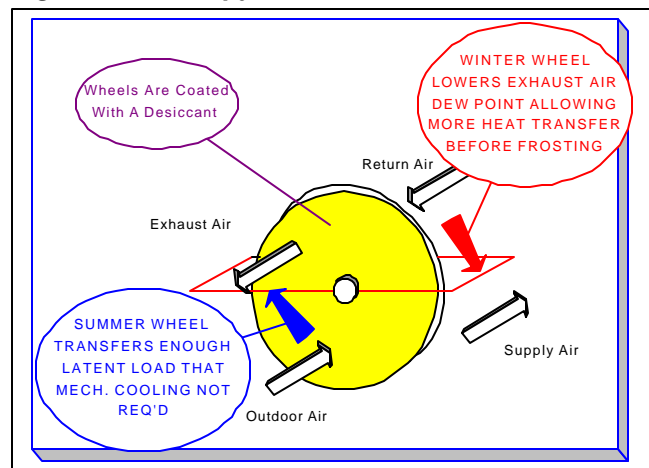 Wheels Are Coated
With A Desiccant
WINTER WHEEL
LOWERS EXHAUST AIR
DEW POINT ALLOWING
MORE HEAT TRANSFER
BEFORE FROSTING
Return Air
Exhaust Air
SUMMER WHEEL
TRANSFERS ENOUGH
LATENT LOAD THAT
MECH. COOLING NOT
REQ'D
Supply Air
Outdoor Air